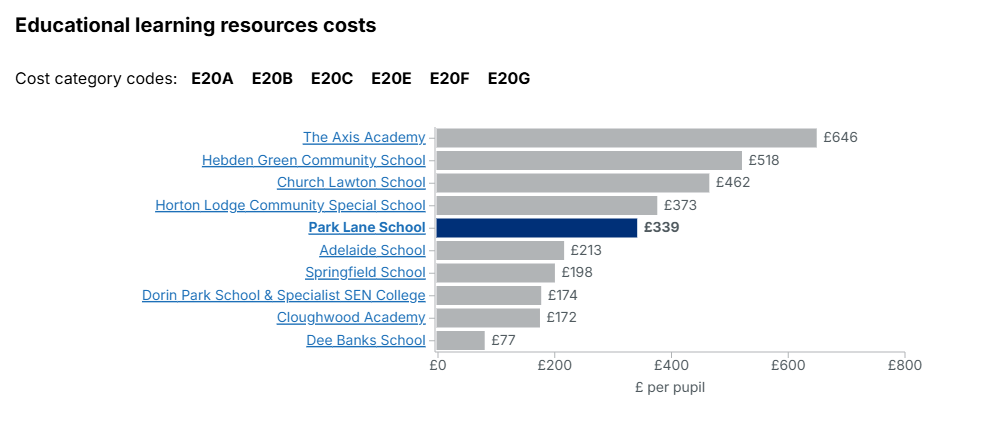 Educational learning resources costs
Cost category codes: E20A E20B E20C E20E E20F E20G
The Axis Academy £646
Hebden Green Community School £518
Church Lawton School £462
Horton Lodge Community Special School £373
Park Lane School £339
Adelaide School £213
Springfield School £198
Dorin Park School & Specialist SEN College £174
Cloughwood Academy £172
Dee Banks School £77
£0 £200 £400 £600 £800
£ per pupil